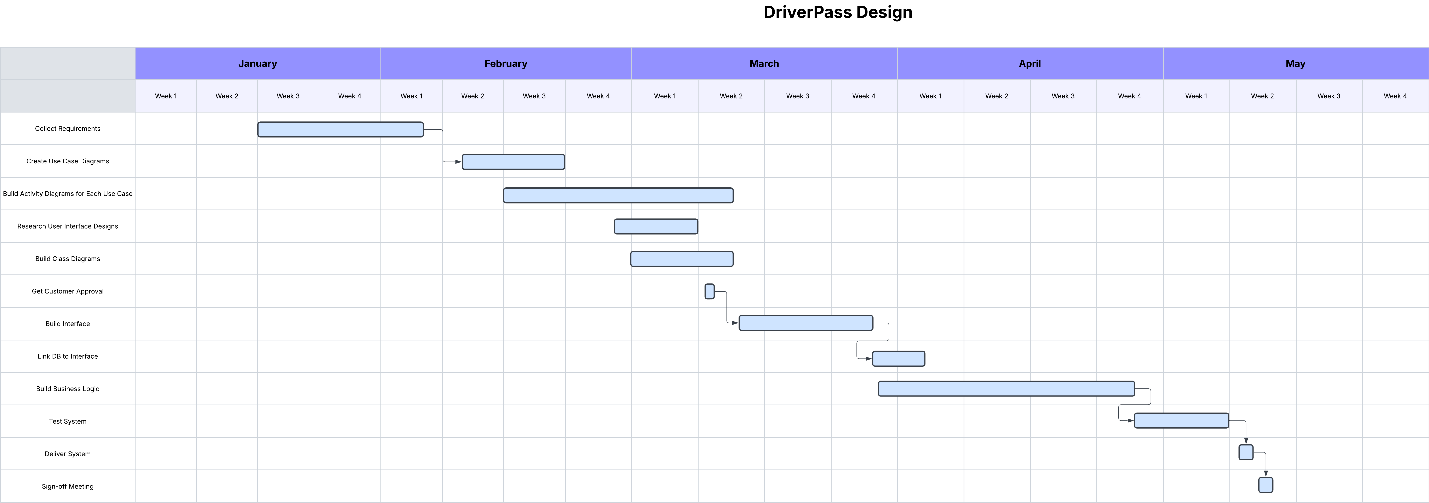 DriverPass Design
January February March April May
Week 1 Week 2 Week 3 Week 4 Week 1 Week 2 Week 3 Week 4 Week 1 Week 3 Week 3 Week 4 Week 1 Week 2 Week 3 Week 4 Week 1 Week 2 Week 3 Week 4
Collect Requirements
Create Use Case Diagrams
Build Activity Diagrams for Each Use Case
Research User Interface Designs
Build Class Diagrams
Get Customer Approval
Build Interface
Link DB to Interface
Build Business Logic
Test System
Deliver System
Sign-off Meeting